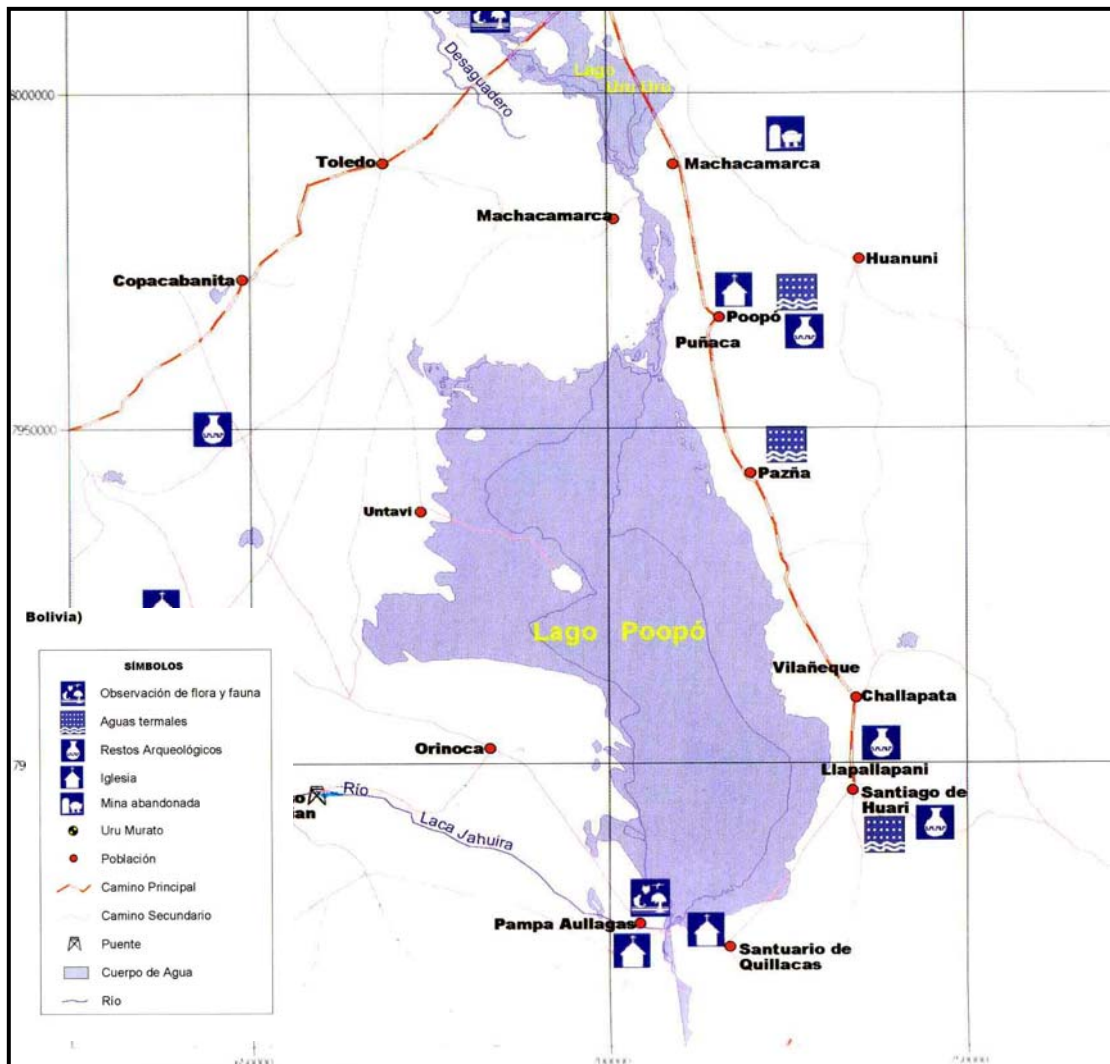 Desaguadero
Lago
Uru Uru
8000000
Toledo
Machacamarca
Machacamarca
Huanuni
Copacabanita
Poopó
Puñaca
7950000
Pazña
Untavi
Bolivia)
Lago Poopó
SÍMBOLOS
Observación de flora y fauna
Aguas termales
Restos Arqueológicos
Iglesia
Mina abandonada
Uru Murato
Población
Camino Principal
Camino Secundario
Puente
Cuerpo de Agua
Río
Vilañeque
Challapata
Orinoca
79
Llapallapani
Santiago de
Huari
Río
Laca Jahuira
Pampa Aullagas
Santuario de
Quillacas